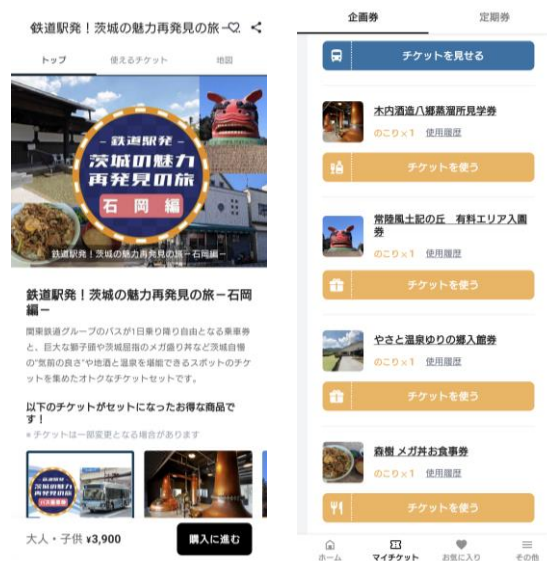 鉄道駅発！茨城の魅力再発見の旅－
トップ
使えるチケット
地図
－鉄道駅発－
茨城の魅力
再発見の旅
石岡編
鉄道駅発！茨城の魅力再発見の旅－石岡編－
鉄道駅発！茨城の魅力再発見の旅－石岡
編－
関東鉄道グループのバスが1日乗り降り自由となる乗車券
と、巨大な獅子頭や茨城屈指のメガ盛り丼など茨城自慢
の"気前の良さ"や地酒と温泉を堪能できるスポットのチケ
ットを集めたオトクなチケットセットです。
以下のチケットがセットになったお得な商品で
す！
※チケットは一部変更となる場合があります
－鉄道駅発－
茨城の魅力
再発見の旅
大人・子供 ¥3,900
購入に進む
企画券
定期券
チケットを見せる
木内酒造八郷蒸溜所見学券
のこり×1 使用履歴
チケットを使う
常陸風土記の丘　有料エリア入園
券
のこり×1 使用履歴
チケットを使う
やさと温泉ゆりの郷入館券
のこり×1 使用履歴
チケットを使う
森樹 メガ丼お食事券
のこり×1 使用履歴
チケットを使う
ホーム
マイチケット
お気に入り
その他